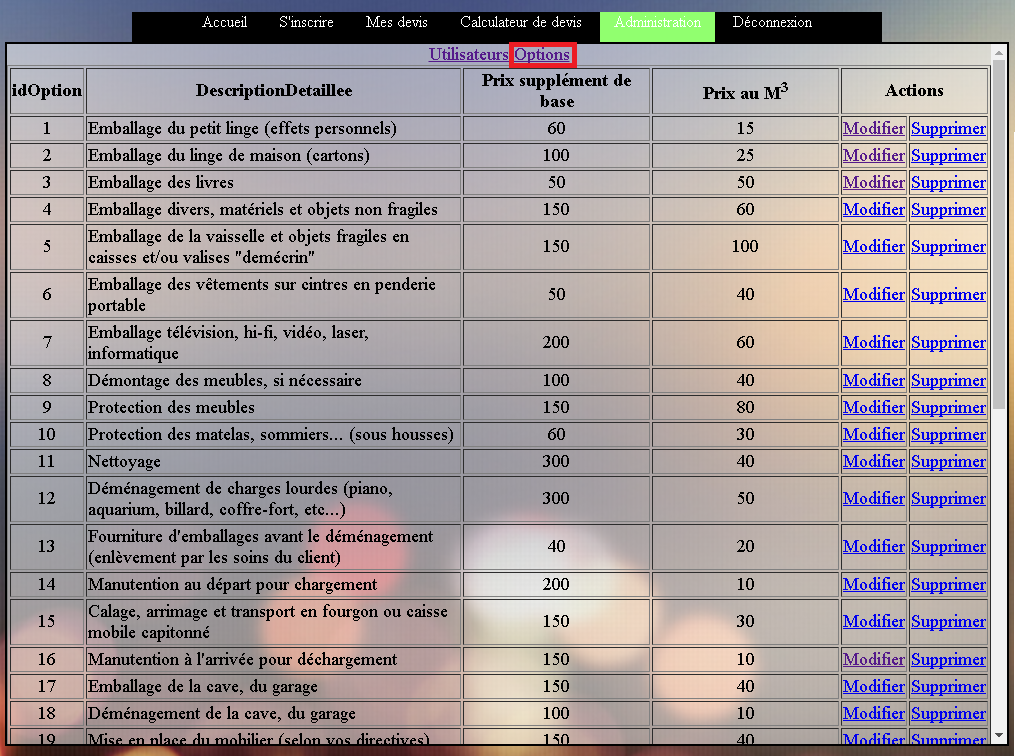 Accueil S'inscrire Mes devis Calculateur de devis Administration Déconnexion
Utilisateurs Options
idOption DescriptionDetaillee Prix supplément de base Prix au M³ Actions
1 Emballage du petit linge (effets personnels) 60 15 Modifier Supprimer
2 Emballage du linge de maison (cartons) 100 25 Modifier Supprimer
3 Emballage des livres 50 50 Modifier Supprimer
4 Emballage divers, matériels et objets non fragiles 150 60 Modifier Supprimer
5 Emballage de la vaisselle et objets fragiles en
caisses et/ou valises "demécrin" 150 100 Modifier Supprimer
6 Emballage des vêtements sur cintres en penderie
portable 50 40 Modifier Supprimer
7 Emballage télévision, hi-fi, vidéo, laser,
informatique 200 60 Modifier Supprimer
8 Démontage des meubles, si nécessaire 100 40 Modifier Supprimer
9 Protection des meubles 150 80 Modifier Supprimer
10 Protection des matelas, sommiers... (sous housses) 60 30 Modifier Supprimer
11 Nettoyage 300 40 Modifier Supprimer
12 Déménagement de charges lourdes (piano,
aquarium, billard, coffre-fort, etc...) 300 50 Modifier Supprimer
13 Fourniture d'emballages avant le déménagement
(enlèvement par les soins du client) 40 20 Modifier Supprimer
14 Manutention au départ pour chargement 200 10 Modifier Supprimer
15 Calage, arrimage et transport en fourgon ou caisse
mobile capitonné 150 30 Modifier Supprimer
16 Manutention à l'arrivée pour déchargement 150 10 Modifier Supprimer
17 Emballage de la cave, du garage 150 40 Modifier Supprimer
18 Déménagement de la cave, du garage 100 10 Modifier Supprimer
19 Mise en place du mobilier (selon vos directives) 150 40 Modifier Supprimer